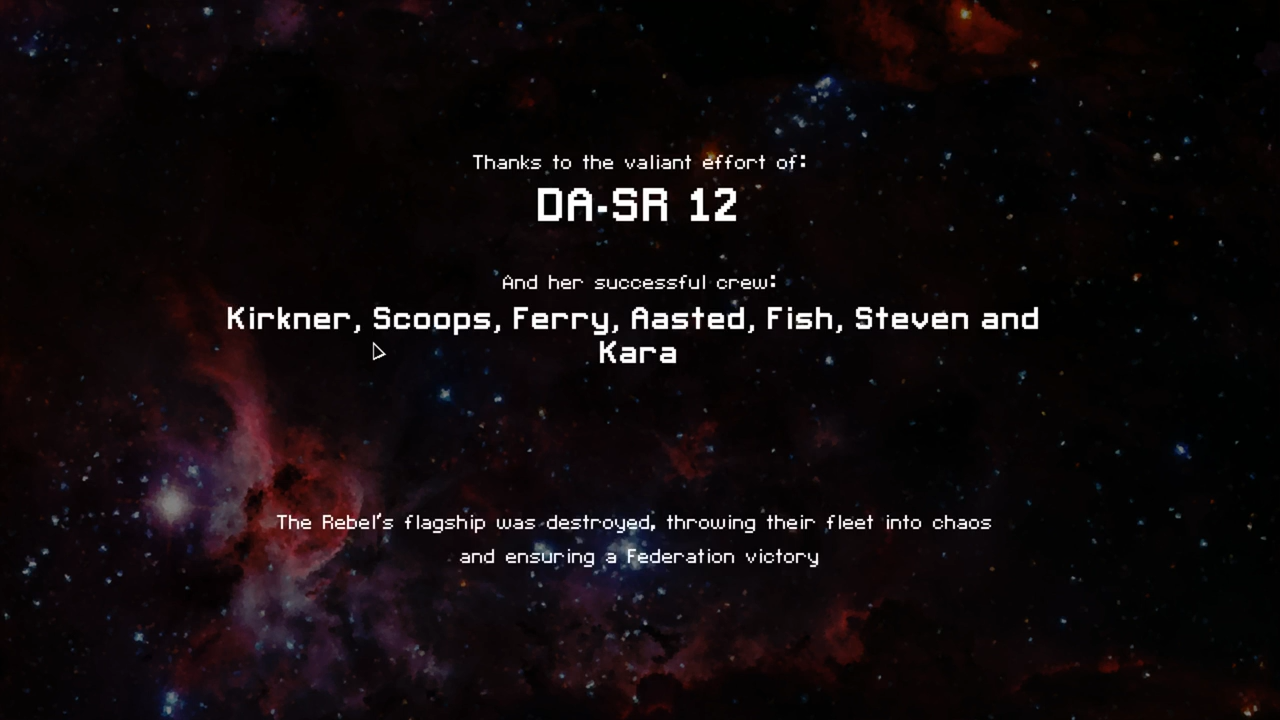 Thanks to the valiant effort of:
DA-SR 12
And her successful crew:
Kirkner, Scoops, Ferry, Aasted, Fish, Steven and
Kara
The Rebel's flagship was destroyed, throwing their fleet into chaos
and ensuring a Federation victory